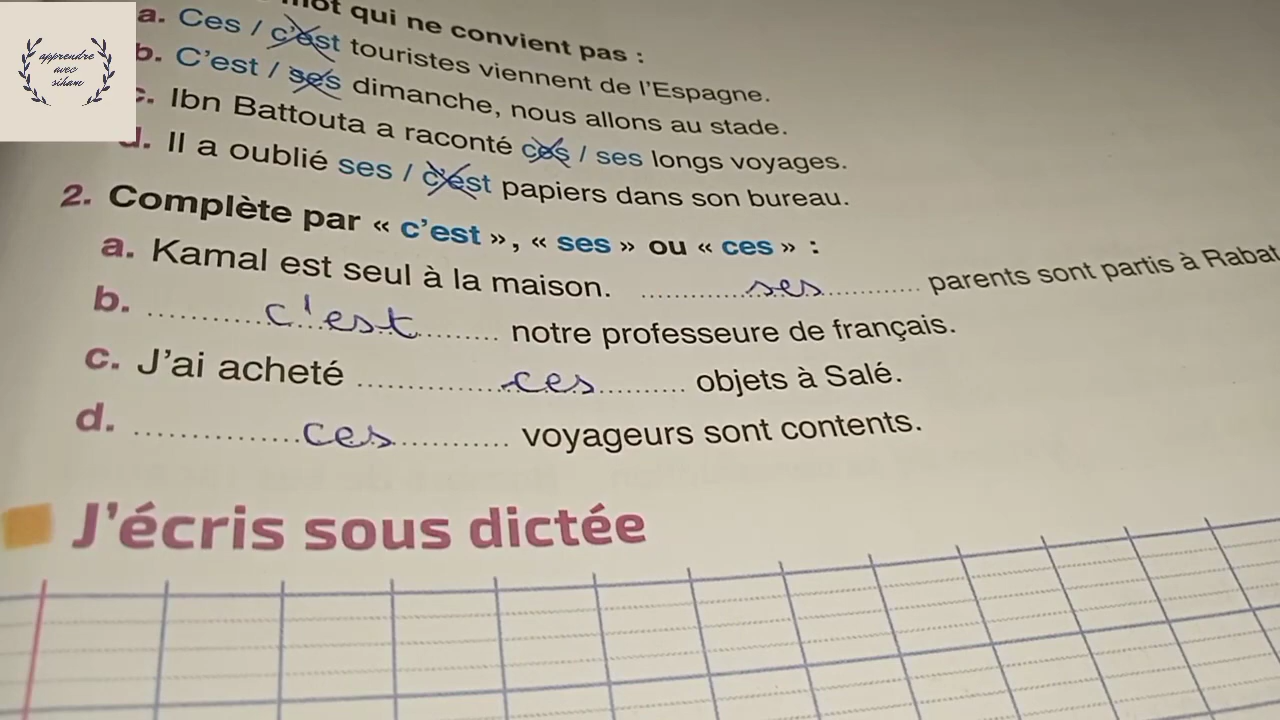 apprendre
avec
siham
mot qui ne convient pas :
a. Ces / c'est touristes viennent de l'Espagne.
b. C'est / ses dimanche, nous allons au stade.
c. Ibn Battouta a raconté ces / ses longs voyages.
d. Il a oublié ses / c'est papiers dans son bureau.
2. Complète par « c'est », « ses » ou « ces » :
a. Kamal est seul à la maison. ses parents sont partis à Rabat
b. c'est notre professeure de français.
c. J'ai acheté ces objets à Salé.
d. ces voyageurs sont contents.
J'écris sous dictée